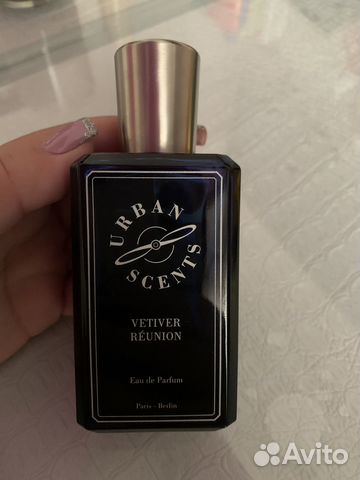 URBAN
SCENTS
VETIVER
RÉUNION
Eau de Parfum
Paris - Berlin
Avito